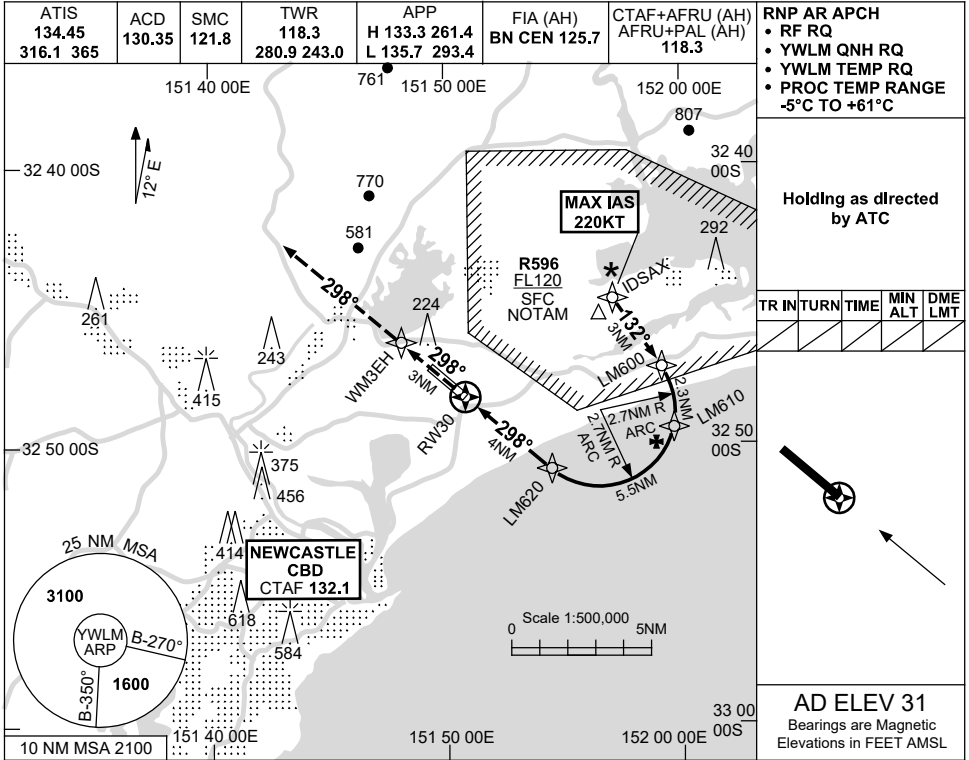 ATIS
134.45
316.1 365
ACD
130.35
SMC
121.8
TWR
118.3
280.9 243.0
APP
H 133.3 261.4
L 135.7 293.4
FIA (AH)
BN CEN 125.7
CTAF+AFRU (AH)
AFRU+PAL (AH)
118.3
RNP AR APCH
• RF RQ
• YWLM QNH RQ
• YWLM TEMP RQ
• PROC TEMP RANGE
-5°C TO +61°C
Holding as directed
by ATC
TR IN
TURN
TIME
MIN
ALT
DME
LMT
AD ELEV 31
Bearings are Magnetic
Elevations in FEET AMSL
151 40 00E
761
151 50 00E
152 00 00E
807
32 40 00S
12° E
32 40
00S
770
MAX IAS
220KT
581
292
R596
FL120
SFC
NOTAM
IDSAX
298°
261
224
132°
3NM
243
WM3EH
298°
3NM
LM600
415
2.3NM
RW30
LM610
2.7NM R
ARC
2.7NM R
ARC
298°
4NM
32 50 00S
32 50
00S
375
456
LM620
5.5NM
414
25 NM MSA
NEWCASTLE
CBD
CTAF 132.1
3100
618
YWLM
ARP
B-270°
584
Scale 1:500,000
0
5NM
B-350°
1600
33 00
00S
10 NM MSA 2100
151 40 00E
151 50 00E
152 00 00E